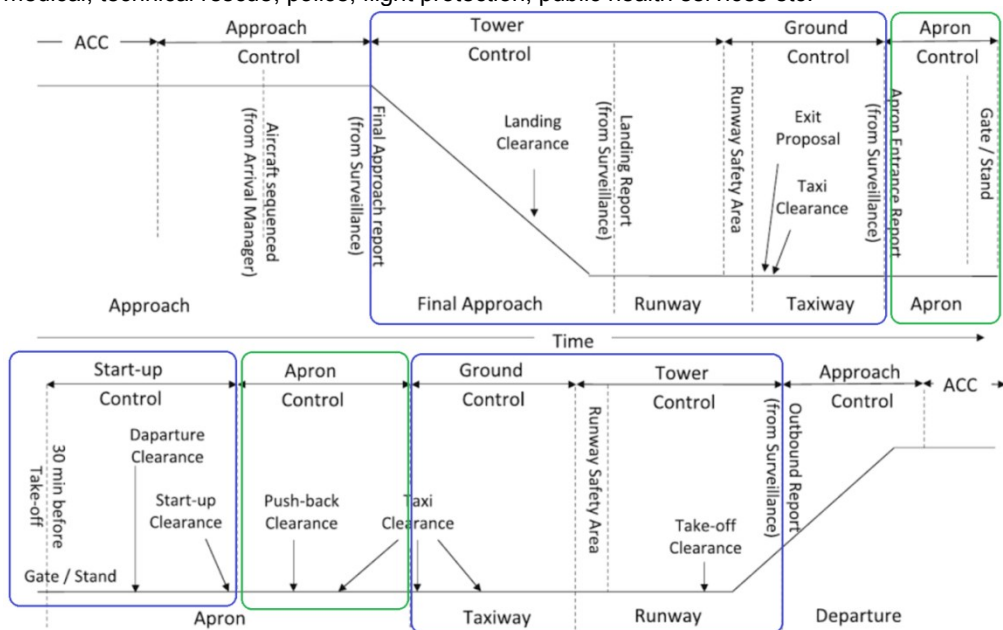 medical, technical rescue, police, flight protection, public health services etc.
ACC
Approach
Control
Tower
Control
Ground
Control
Apron
Control
Aircraft sequenced
(from Arrival Manager)
Final Approach report
(from Surveillance)
Landing
Clearance
Landing Report
(from Surveillance)
Runway Safety Area
Exit
Proposal
Taxi
Clearance
Apron Entrance Report
(from Surveillance)
Gate / Stand
Approach
Final Approach
Runway
Taxiway
Apron
Time
Start-up
Control
Apron
Control
Ground
Control
Tower
Control
Approach
Control
ACC
30 min before
Take-off
Daparture
Clearance
Start-up
Clearance
Push-back
Clearance
Taxi
Clearance
Runway Safety Area
Take-off
Clearance
Outbound Report
(from Surveillance)
Gate / Stand
Apron
Taxiway
Runway
Departure